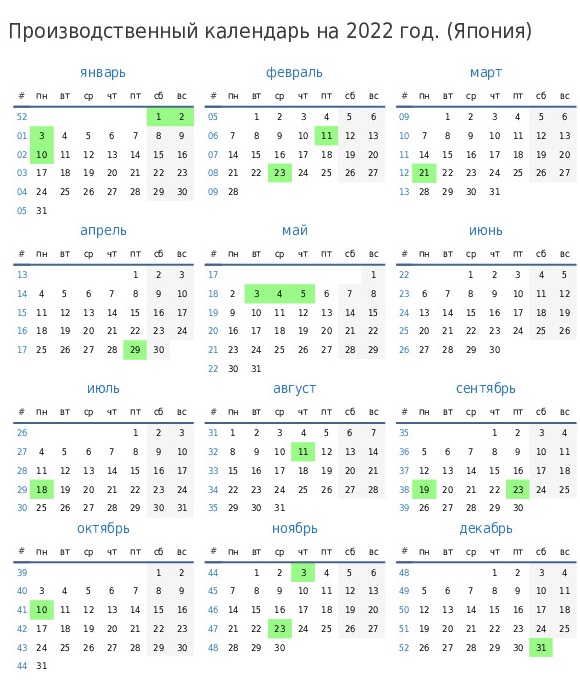 Производственный календарь на 2022 год. (Япония)
январь
# пн вт ср чт пт сб вс
52 1 2
01 3 4 5 6 7 8 9
02 10 11 12 13 14 15 16
03 17 18 19 20 21 22 23
04 24 25 26 27 28 29 30
05 31
февраль
# пн вт ср чт пт сб вс
05 1 2 3 4 5 6
06 7 8 9 10 11 12 13
07 14 15 16 17 18 19 20
08 21 22 23 24 25 26 27
09 28
март
# пн вт ср чт пт сб вс
09 1 2 3 4 5 6
10 7 8 9 10 11 12 13
11 14 15 16 17 18 19 20
12 21 22 23 24 25 26 27
13 28 29 30 31
апрель
# пн вт ср чт пт сб вс
13 1 2 3
14 4 5 6 7 8 9 10
15 11 12 13 14 15 16 17
16 18 19 20 21 22 23 24
17 25 26 27 28 29 30
май
# пн вт ср чт пт сб вс
17 1
18 2 3 4 5 6 7 8
19 9 10 11 12 13 14 15
20 16 17 18 19 20 21 22
21 23 24 25 26 27 28 29
22 30 31
июнь
# пн вт ср чт пт сб вс
22 1 2 3 4 5
23 6 7 8 9 10 11 12
24 13 14 15 16 17 18 19
25 20 21 22 23 24 25 26
26 27 28 29 30
июль
# пн вт ср чт пт сб вс
26 1 2 3
27 4 5 6 7 8 9 10
28 11 12 13 14 15 16 17
29 18 19 20 21 22 23 24
30 25 26 27 28 29 30 31
август
# пн вт ср чт пт сб вс
31 1 2 3 4 5 6 7
32 8 9 10 11 12 13 14
33 15 16 17 18 19 20 21
34 22 23 24 25 26 27 28
35 29 30 31
сентябрь
# пн вт ср чт пт сб вс
35 1 2 3 4
36 5 6 7 8 9 10 11
37 12 13 14 15 16 17 18
38 19 20 21 22 23 24 25
39 26 27 28 29 30
октябрь
# пн вт ср чт пт сб вс
39 1 2
40 3 4 5 6 7 8 9
41 10 11 12 13 14 15 16
42 17 18 19 20 21 22 23
43 24 25 26 27 28 29 30
44 31
ноябрь
# пн вт ср чт пт сб вс
44 1 2 3 4 5 6
45 7 8 9 10 11 12 13
46 14 15 16 17 18 19 20
47 21 22 23 24 25 26 27
48 28 29 30
декабрь
# пн вт ср чт пт сб вс
48 1 2 3 4
49 5 6 7 8 9 10 11
50 12 13 14 15 16 17 18
51 19 20 21 22 23 24 25
52 26 27 28 29 30 31